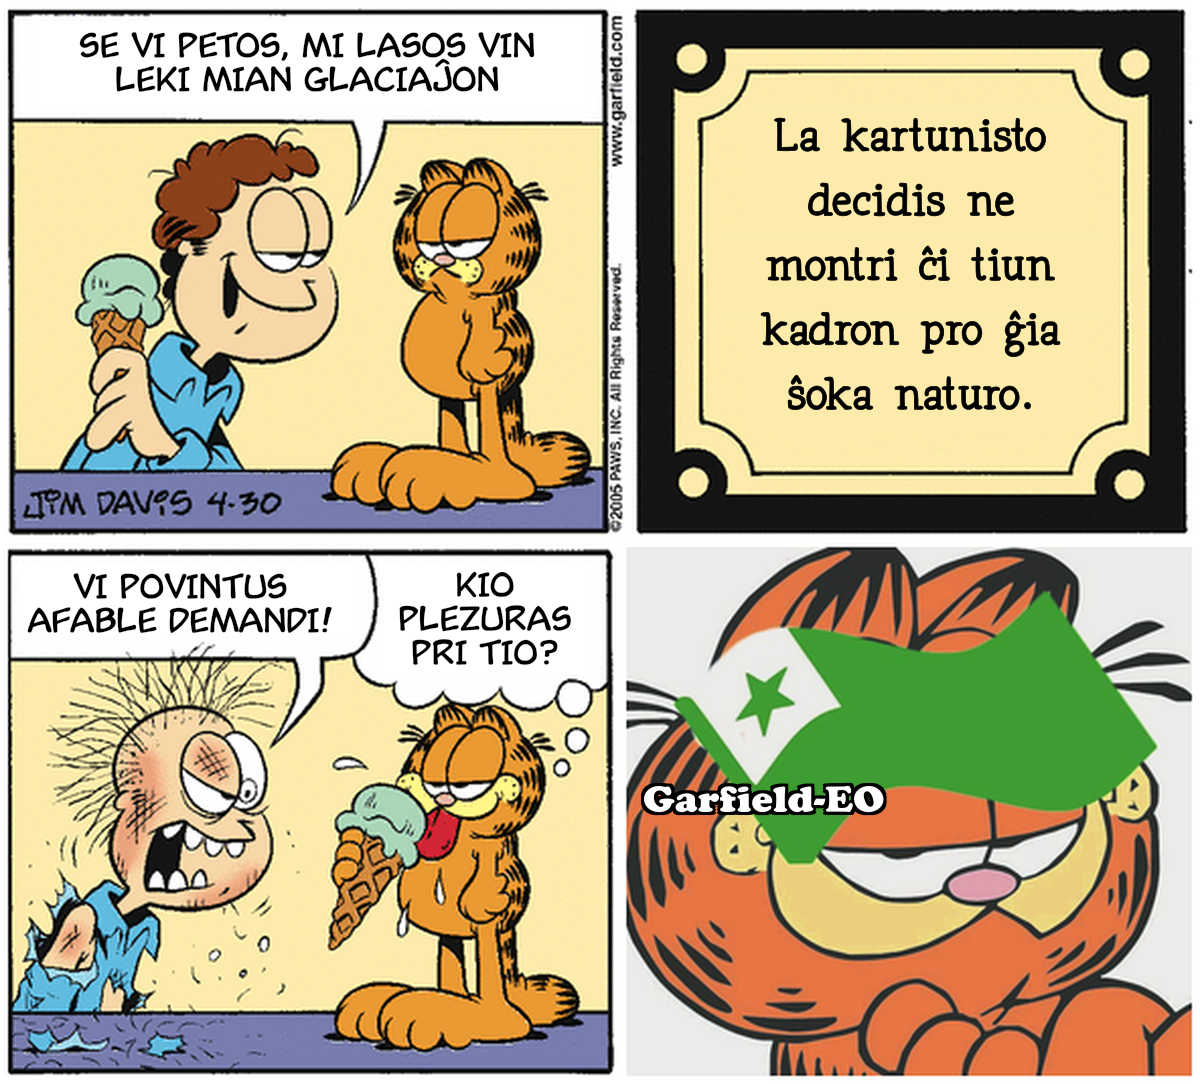 SE VI PETOS, MI LASOS VIN
LEKI MIAN GLACIAĴON
www.garfield.com
©2005 PAWS, INC. All Rights Reserved.
JIM DAVIS 4-30
La kartunisto
decidis ne
montri ĉi tiun
kadron pro ĝia
ŝoka naturo.
VI POVINTUS
AFABLE DEMANDI!
KIO
PLEZURAS
PRI TIO?
Garfield-EO